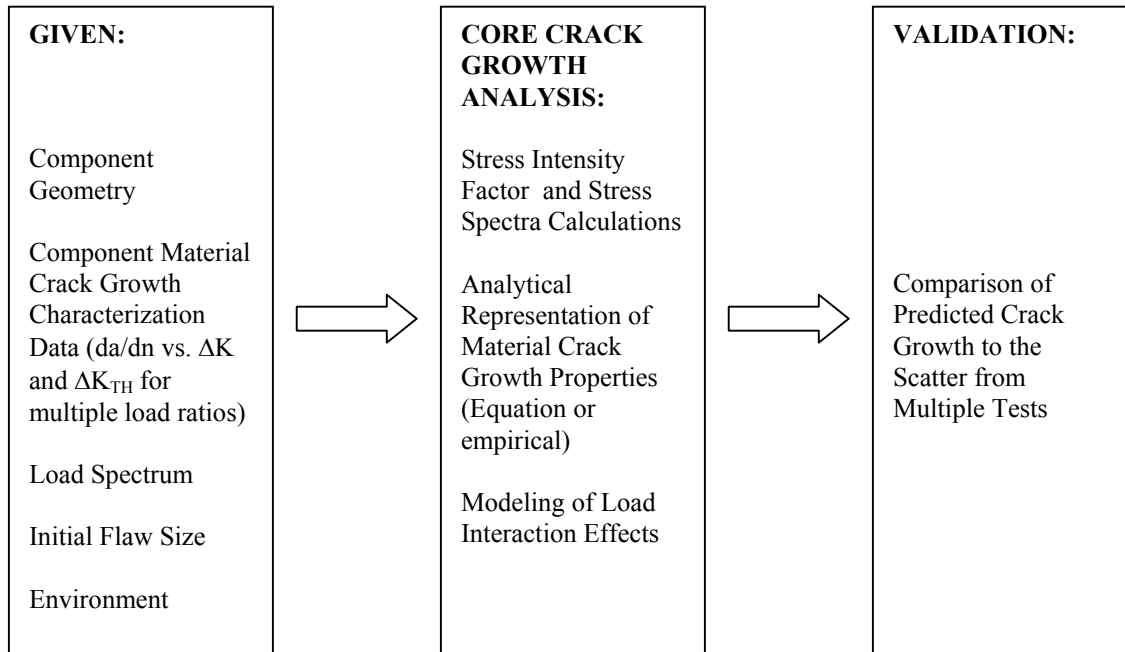 GIVEN:
Component
Geometry
Component Material
Crack Growth
Characterization
Data (da/dn vs. ΔK
and ΔK_TH for
multiple load ratios)
Load Spectrum
Initial Flaw Size
Environment
CORE CRACK
GROWTH
ANALYSIS:
Stress Intensity
Factor and Stress
Spectra Calculations
Analytical
Representation of
Material Crack
Growth Properties
(Equation or
empirical)
Modeling of Load
Interaction Effects
VALIDATION:
Comparison of
Predicted Crack
Growth to the
Scatter from
Multiple Tests